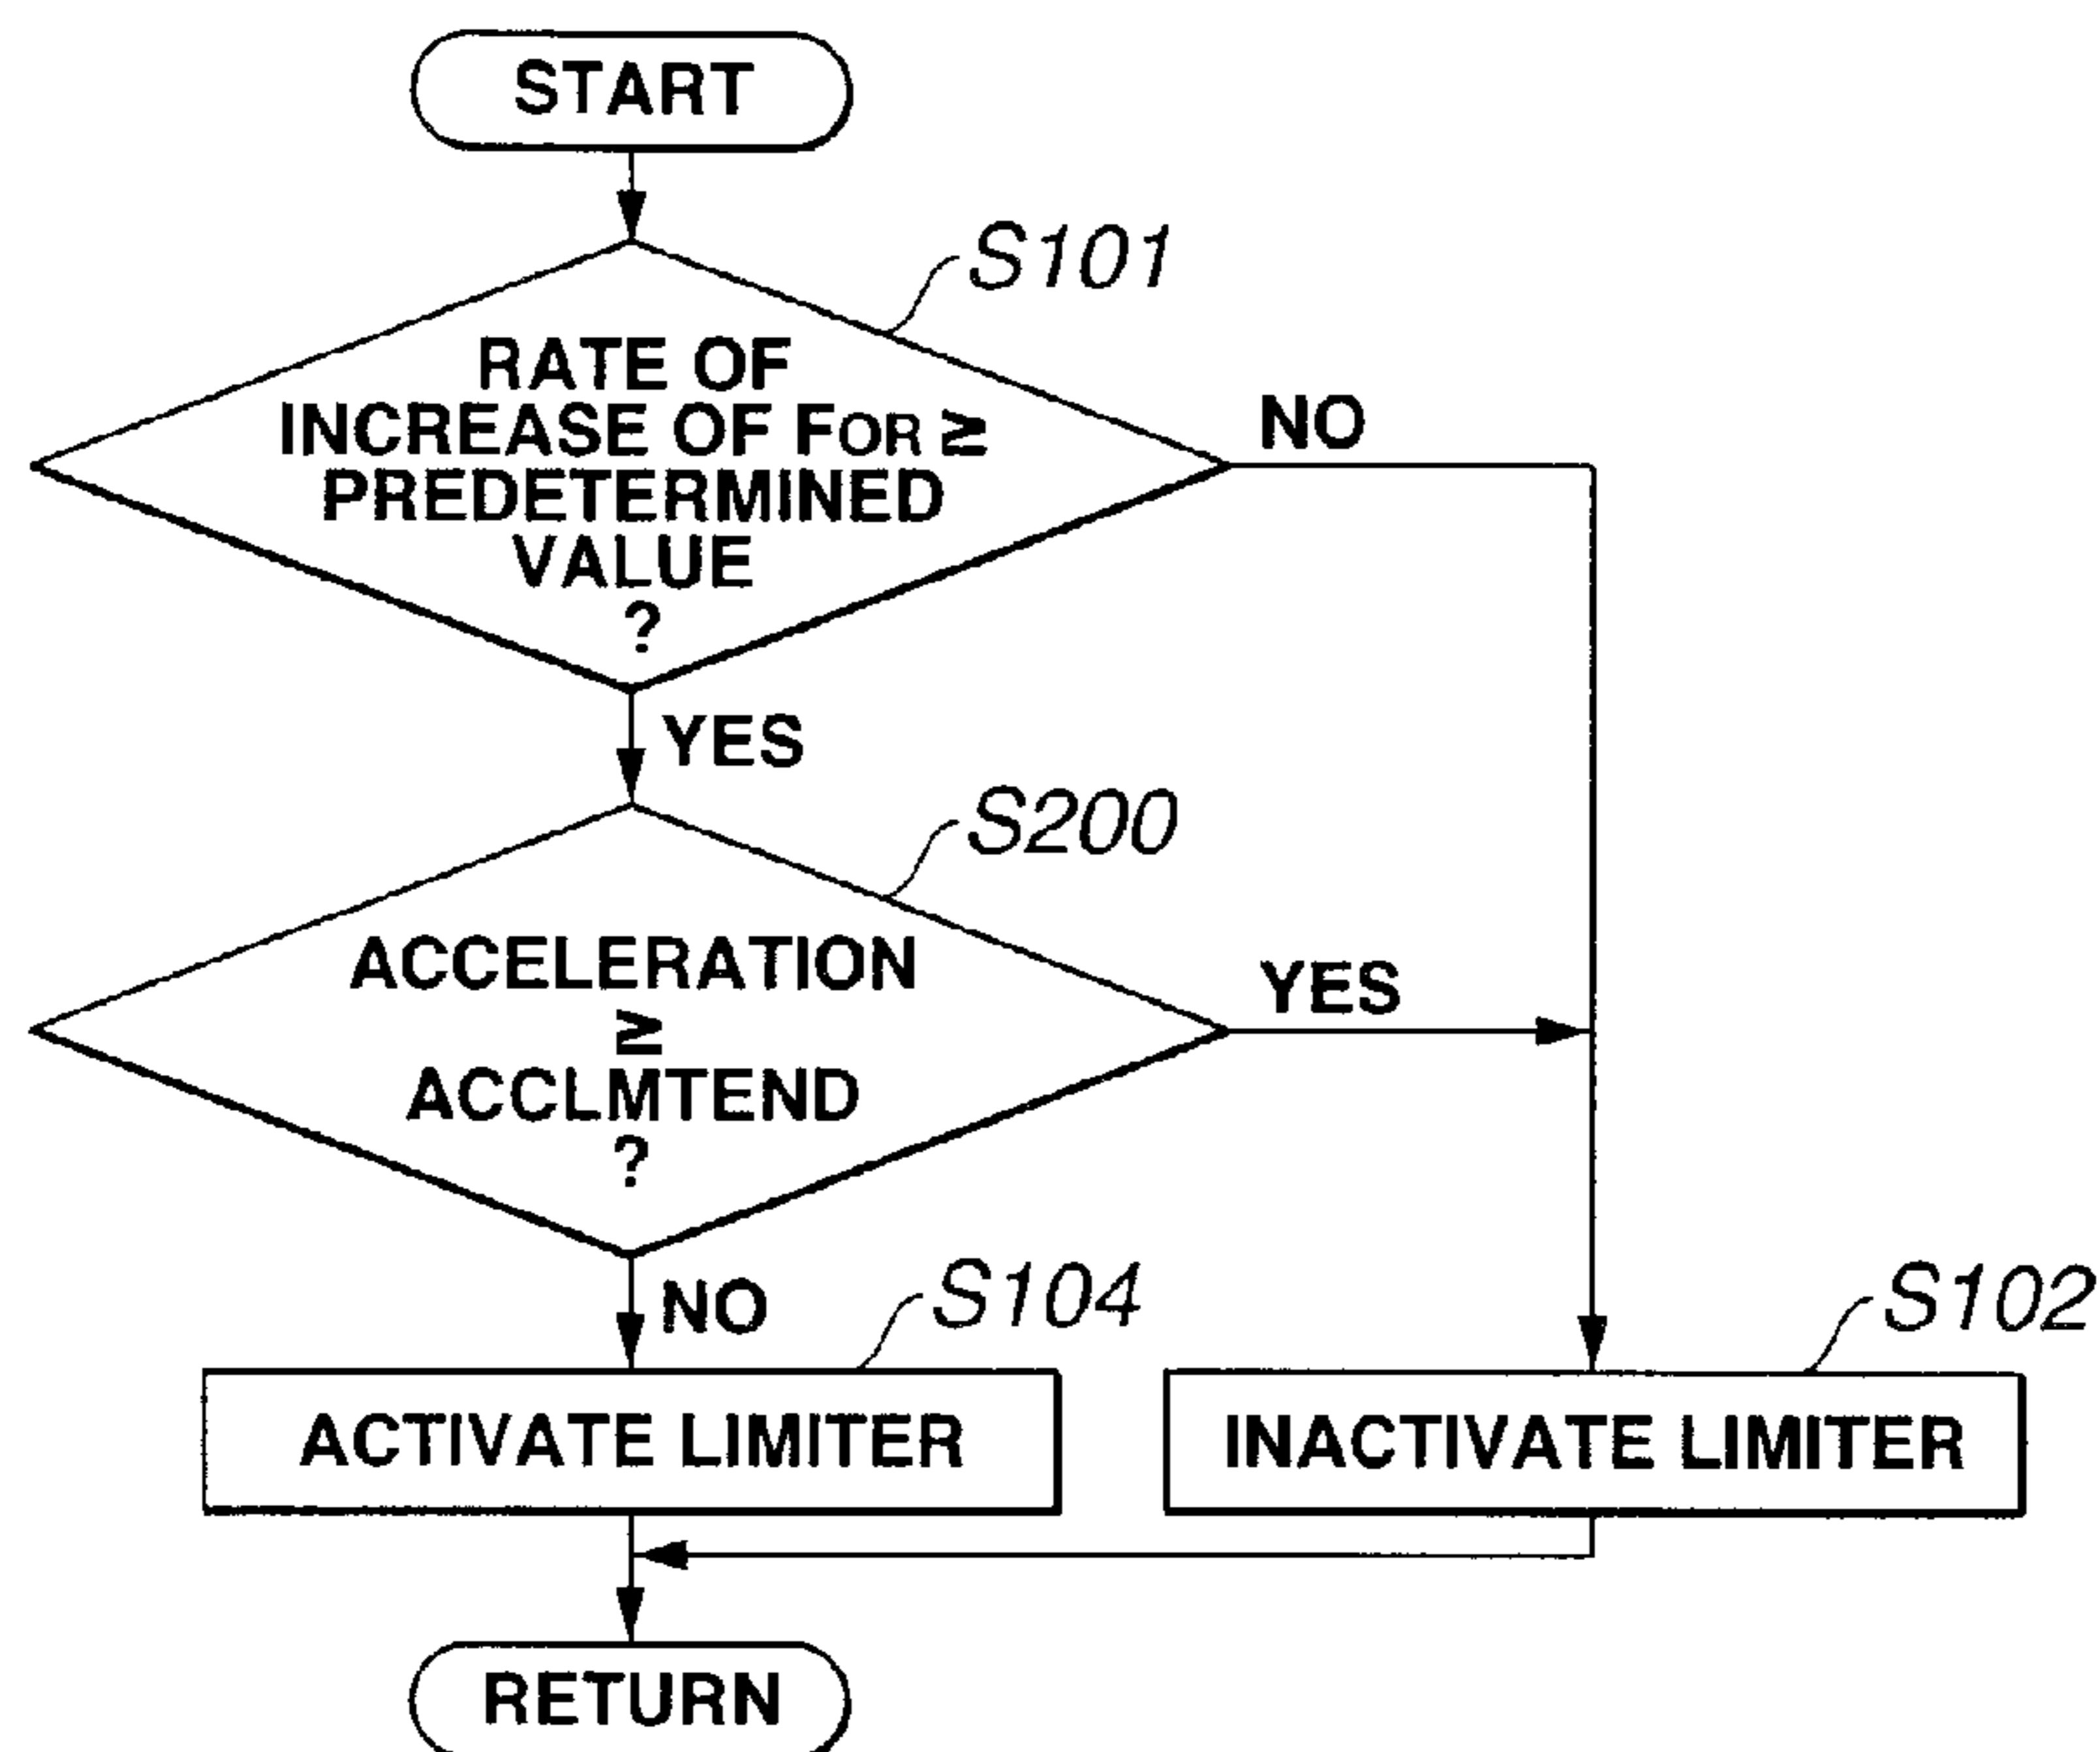 START
S101
RATE OF
INCREASE OF FOR ≥
PREDETERMINED
VALUE
?
NO
YES
S200
ACCELERATION
≥
ACCLMTEND
?
YES
NO
S104
S102
ACTIVATE LIMITER
INACTIVATE LIMITER
RETURN